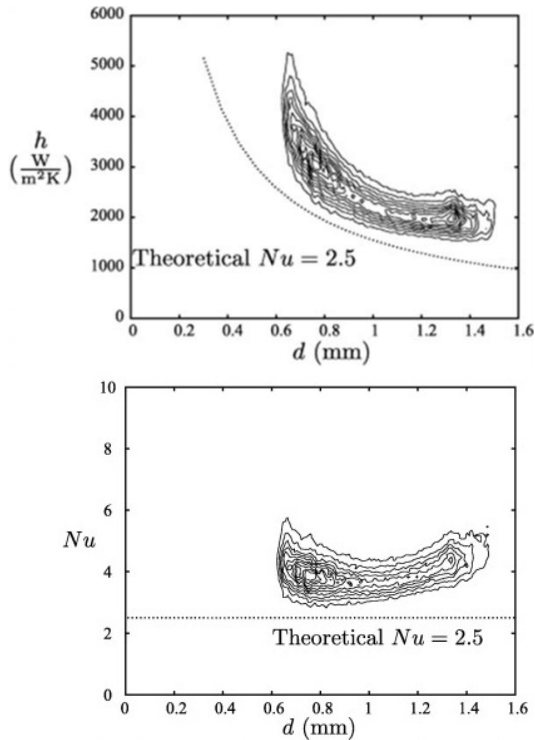 6000
5000
4000
3000
2000
1000
0
h
(W/m²K)
Theoretical Nu = 2.5
0 0.2 0.4 0.6 0.8 1 1.2 1.4 1.6
d (mm)
10
8
6
4
2
0
Nu
Theoretical Nu = 2.5
0 0.2 0.4 0.6 0.8 1 1.2 1.4 1.6
d (mm)